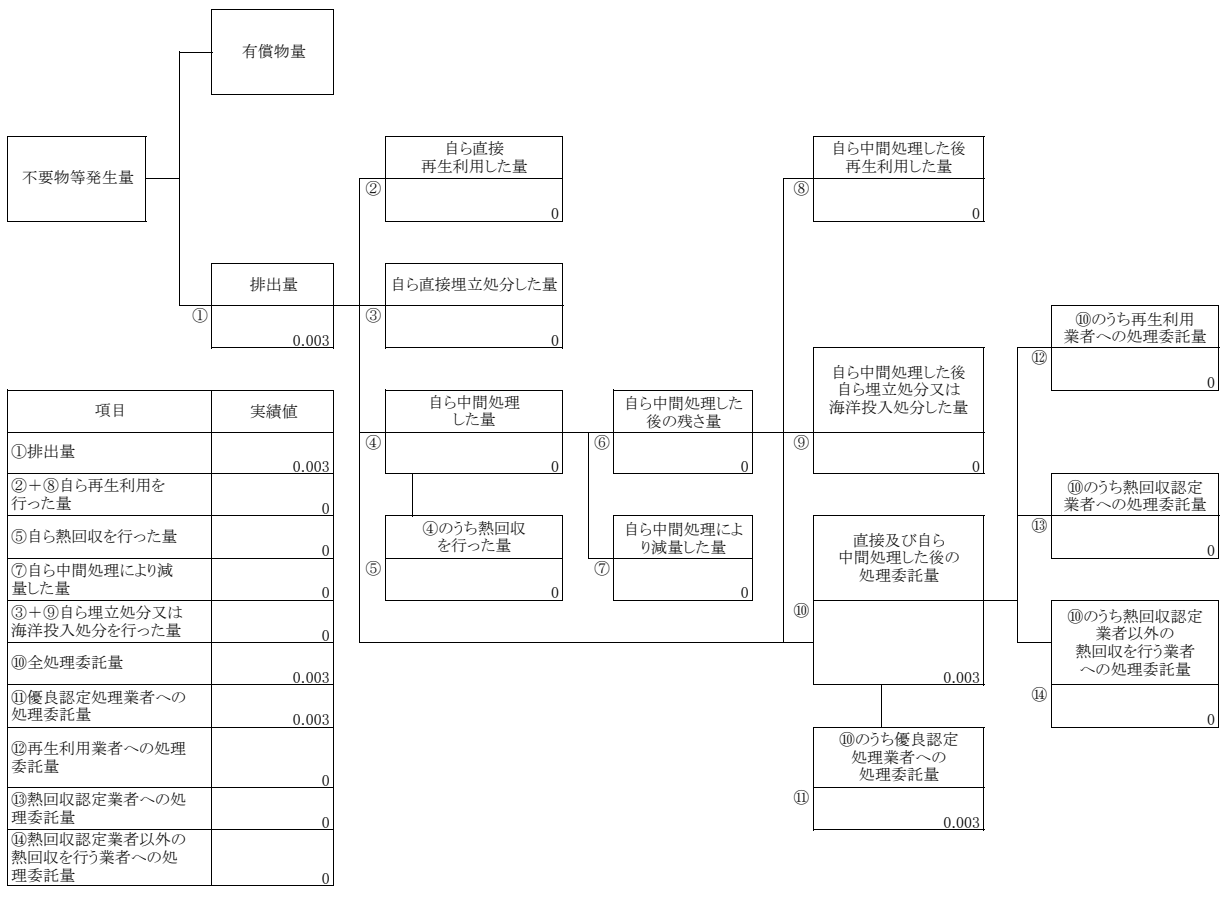 有償物量
不要物等発生量
自ら直接
再生利用した量
②
0
自ら中間処理した後
再生利用した量
⑧
0
排出量
①
0.003
自ら直接埋立処分した量
③
0
⑩のうち再生利用
業者への処理委託量
⑫
0
自ら中間処理
した量
④
0
自ら中間処理した
後の残さ量
⑥
0
自ら中間処理した後
自ら埋立処分又は
海洋投入処分した量
⑨
0
⑩のうち熱回収認定
業者への処理委託量
⑬
0
④のうち熱回収
を行った量
⑤
0
自ら中間処理によ
り減量した量
⑦
0
直接及び自ら
中間処理した後の
処理委託量
⑩
0.003
⑩のうち熱回収認定
業者以外の
熱回収を行う業者
への処理委託量
⑭
0
⑩のうち優良認定
処理業者への
処理委託量
⑪
0.003
項目 実績値
①排出量
0.003
②＋⑧自ら再生利用を
行った量
0
⑤自ら熱回収を行った量
0
⑦自ら中間処理により減
量した量
0
③＋⑨自ら埋立処分又は
海洋投入処分を行った量
0
⑩全処理委託量
0.003
⑪優良認定処理業者への
処理委託量
0.003
⑫再生利用業者への処理
委託量
0
⑬熱回収認定業者への処
理委託量
0
⑭熱回収認定業者以外の
熱回収を行う業者への処
理委託量
0